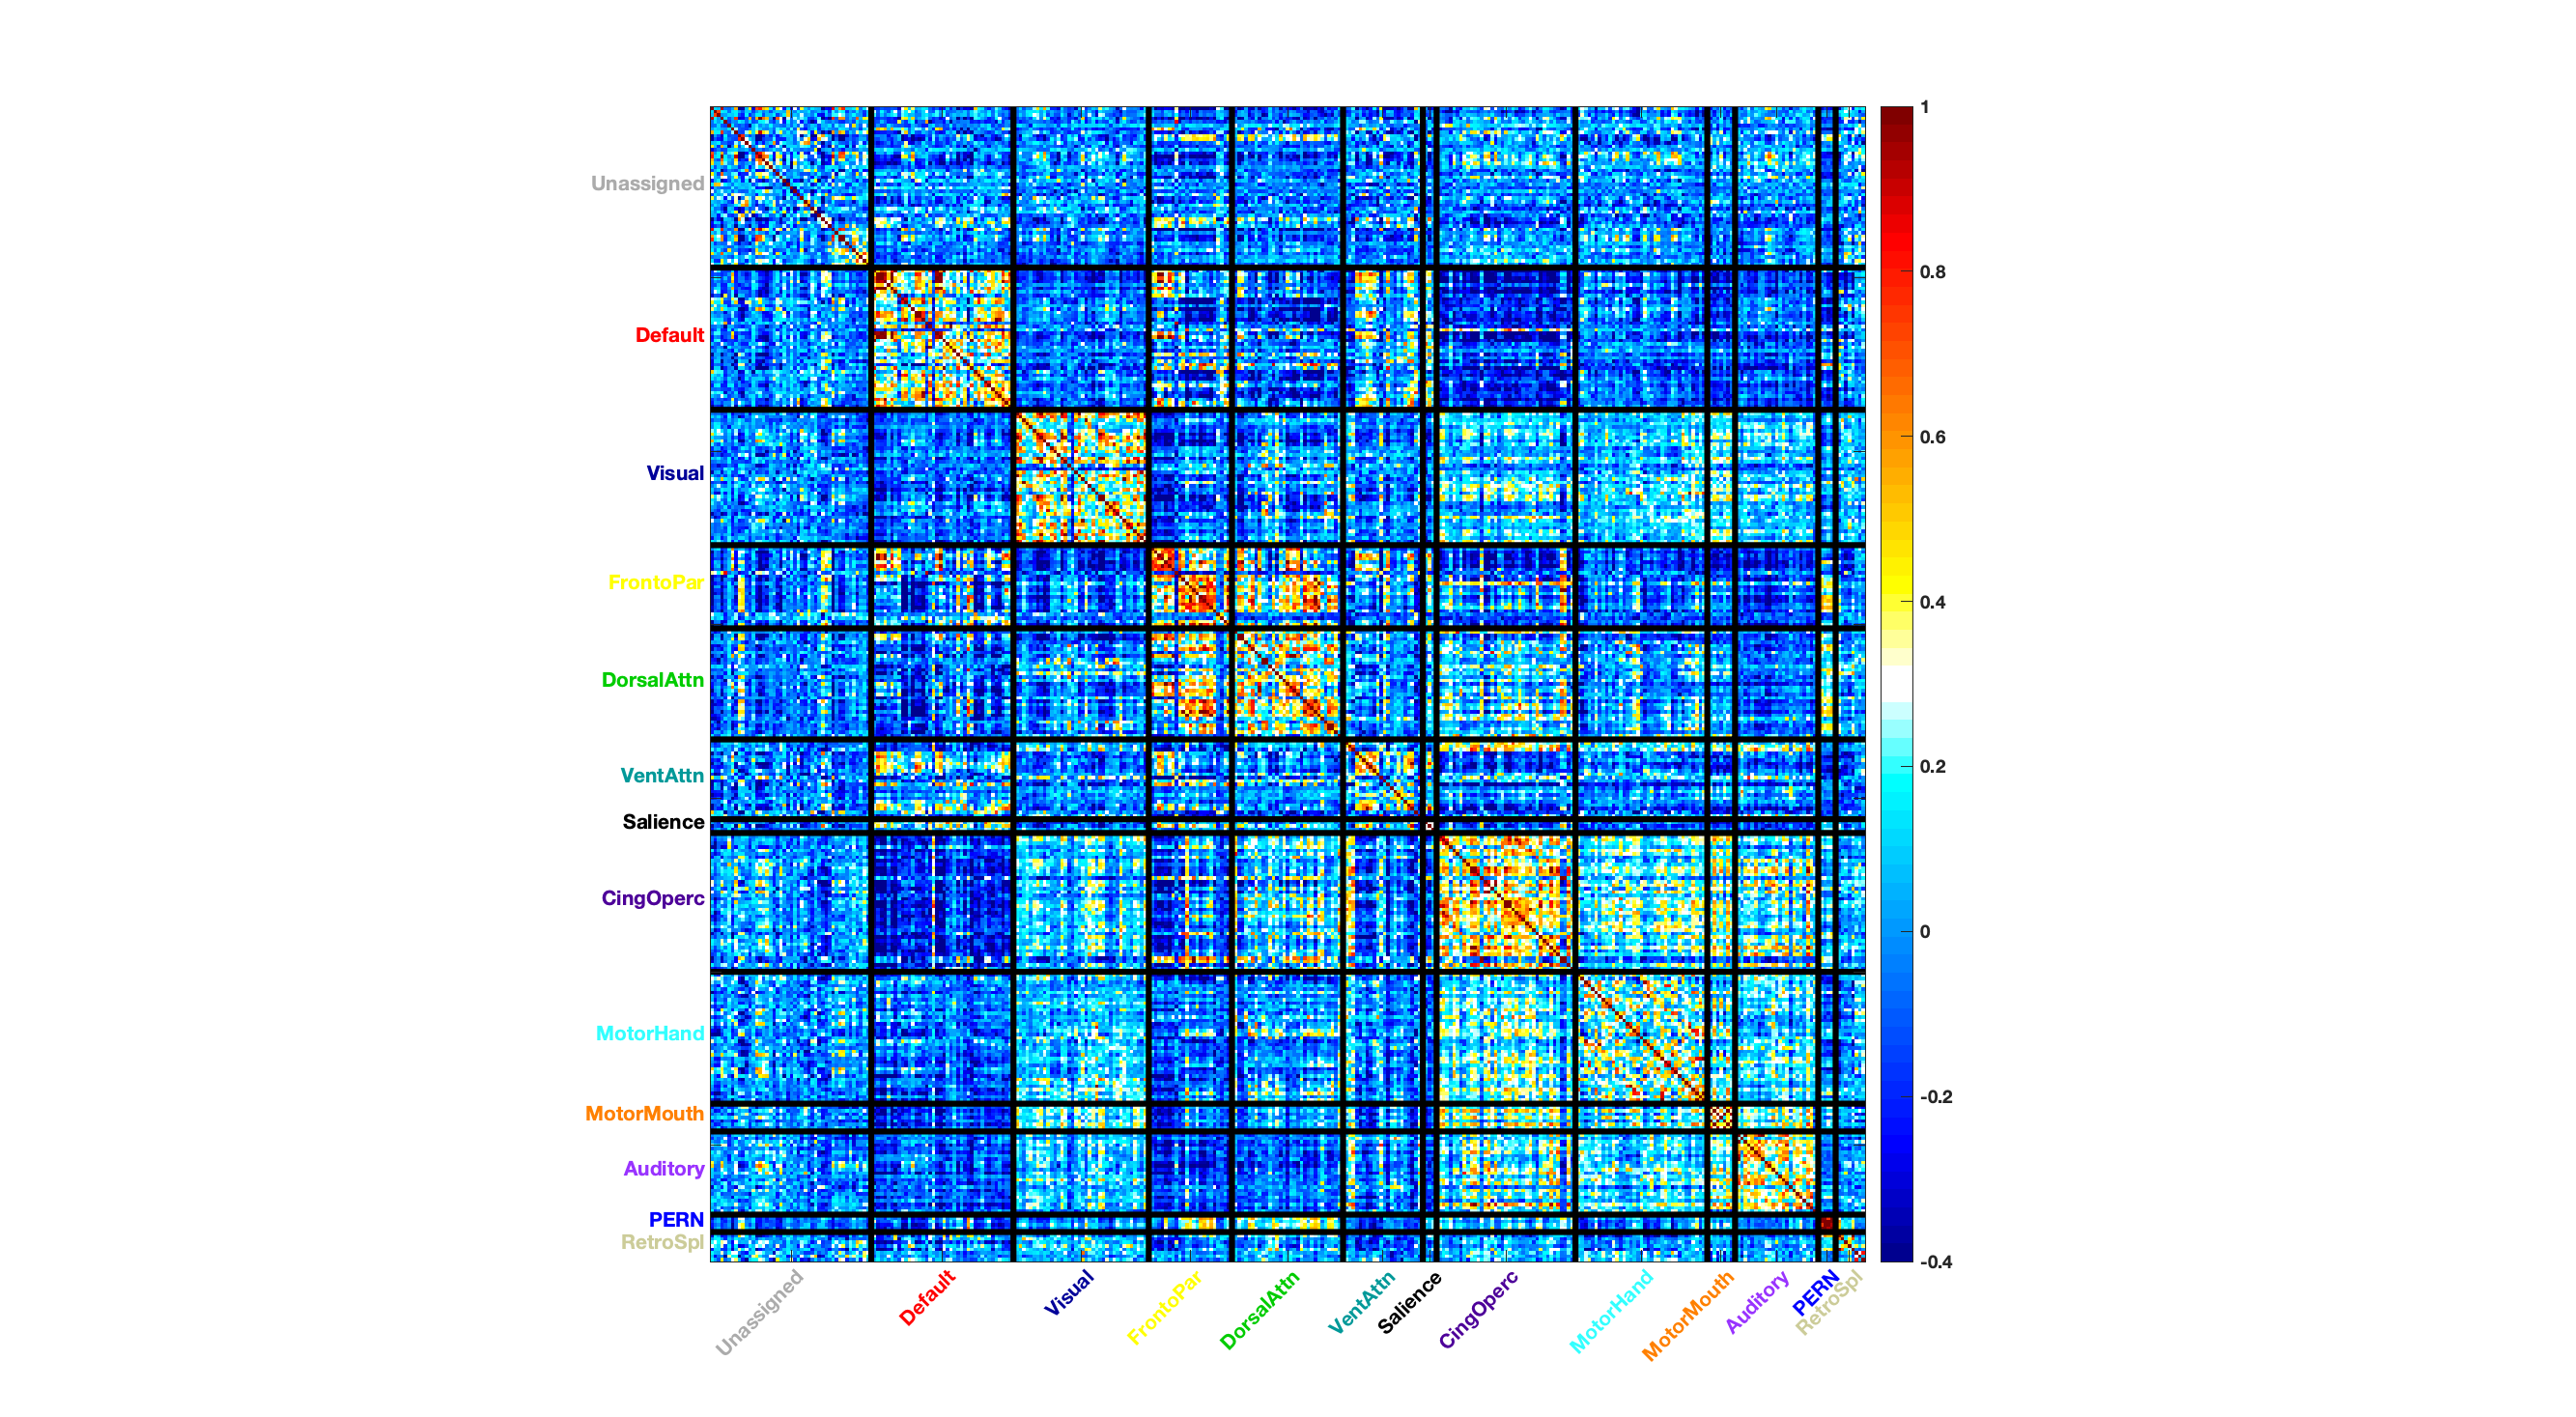 Unassigned
Default
Visual
FrontoPar
DorsalAttn
VentAttn
Salience
CingOperc
MotorHand
MotorMouth
Auditory
PERN
RetroSpl
1
0.8
0.6
0.4
0.2
0
-0.2
-0.4
Unassigned
Default
Visual
FrontoPar
DorsalAttn
VentAttn
Salience
CingOperc
MotorHand
MotorMouth
Auditory
PERN
RetroSpl